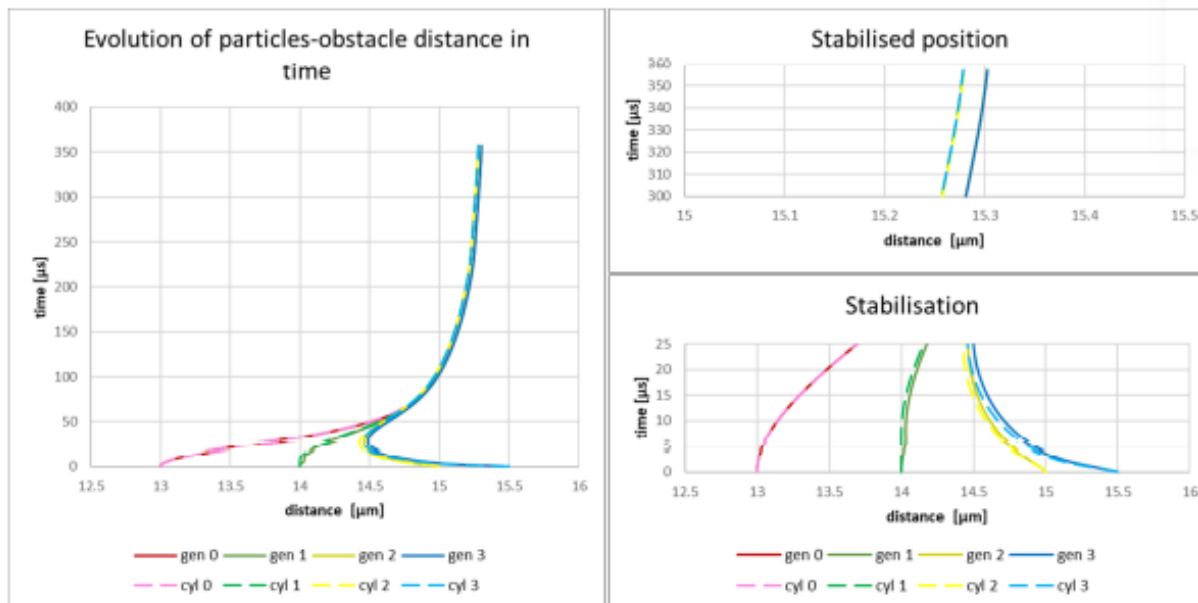 Evolution of particles-obstacle distance in
time
400
350
300
250
200
150
100
50
0
time [µs]
12.5 13 13.5 14 14.5 15 15.5 16
distance [µm]
gen 0 gen 1 gen 2 gen 3
cyl 0 cyl 1 cyl 2 cyl 3
Stabilised position
360
350
340
330
320
310
300
time [µs]
15 15.1 15.2 15.3 15.4 15.5
distance [µm]
Stabilisation
25
20
15
10
5
0
time [µs]
12.5 13 13.5 14 14.5 15 15.5 16
distance [µm]
gen 0 gen 1 gen 2 gen 3
cyl 0 cyl 1 cyl 2 cyl 3